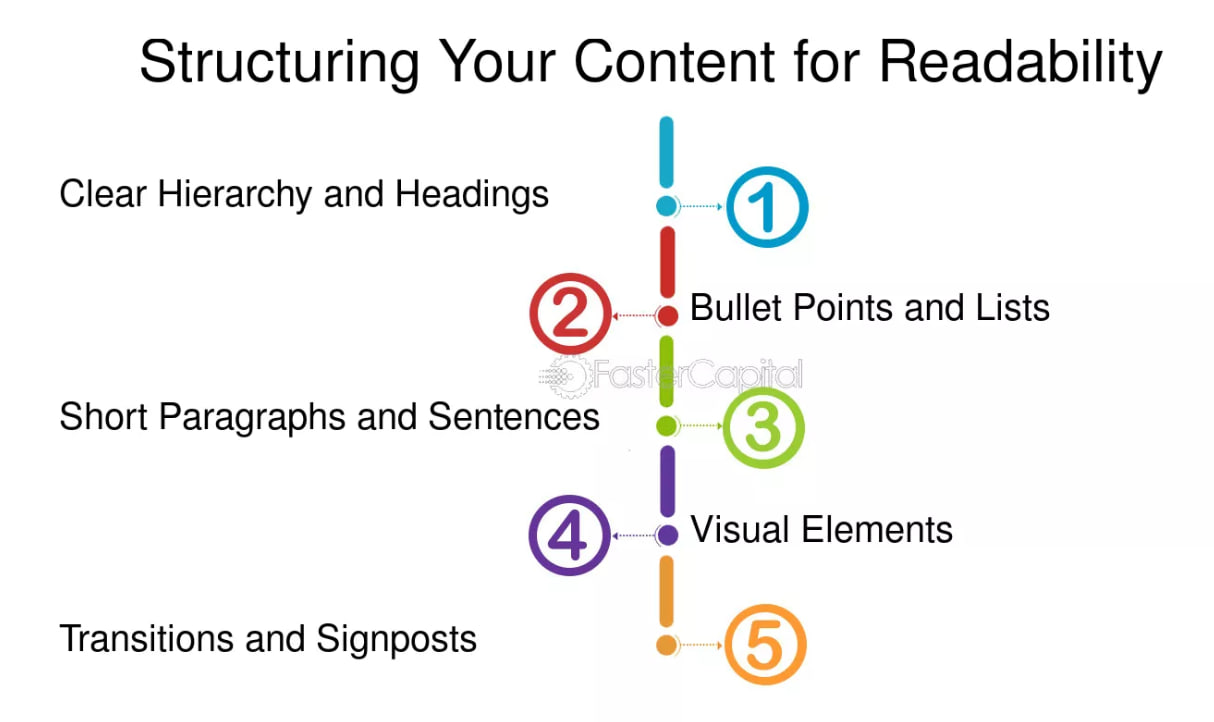 Structuring Your Content for Readability
Clear Hierarchy and Headings
1
2
Bullet Points and Lists
FasterCapital
Short Paragraphs and Sentences
3
4
Visual Elements
Transitions and Signposts
5